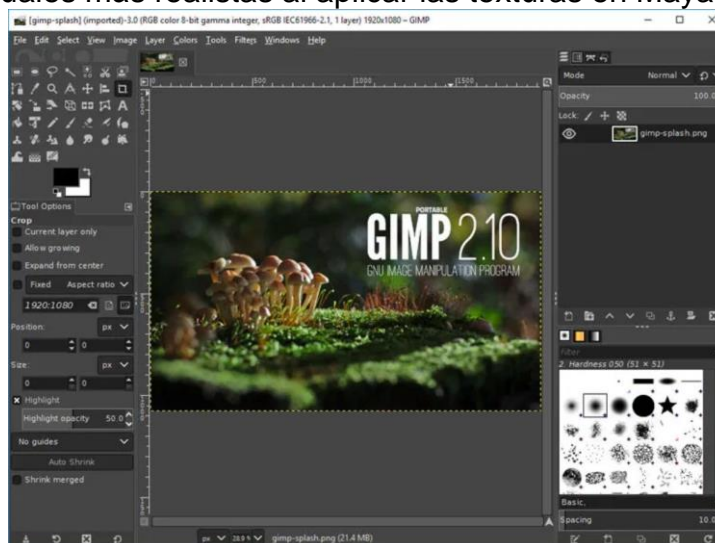 visuales más realistas al aplicar las texturas en Maya
[gimp-splash] (imported)-3.0 (RGB color 8-bit gamma integer, sRGB IEC61966-2.1, 1 layer) 1920x1080 – GIMP
File Edit Select View Image Layer Colors Tools Filters Windows Help
Mode Normal
Opacity 100.0
Lock:
gimp-splash.png
Tool Options
Crop
Current layer only
Allow growing
Expand from center
Fixed Aspect ratio
1920:1080
Position: px
0 0
Size: px
0 0
Highlight
Highlight opacity 50.0
No guides
Auto Shrink
Shrink merged
500 1000 1500
PORTABLE
GIMP 2.10
GNU IMAGE MANIPULATION PROGRAM
Filter
2. Hardness 050 (51 × 51)
Basic,
Spacing 10.0
px 28.9 % gimp-splash.png (21.4 MB)